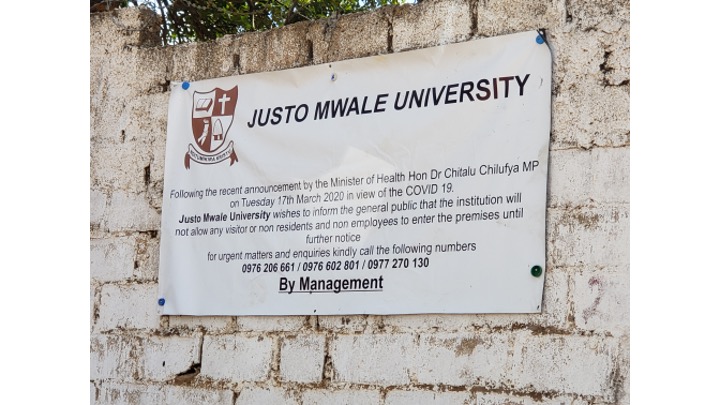 JUSTO MWALE UNIVERSITY
Following the recent announcement by the Minister of Health Hon Dr Chitalu Chilufya MP
on Tuesday 17th March 2020 in view of the COVID 19.
Justo Mwale University wishes to inform the general public that the institution will
not allow any visitor or non residents and non employees to enter the premises until
further notice
for urgent matters and enquiries kindly call the following numbers
0976 206 661 / 0976 602 801 / 0977 270 130
By Management